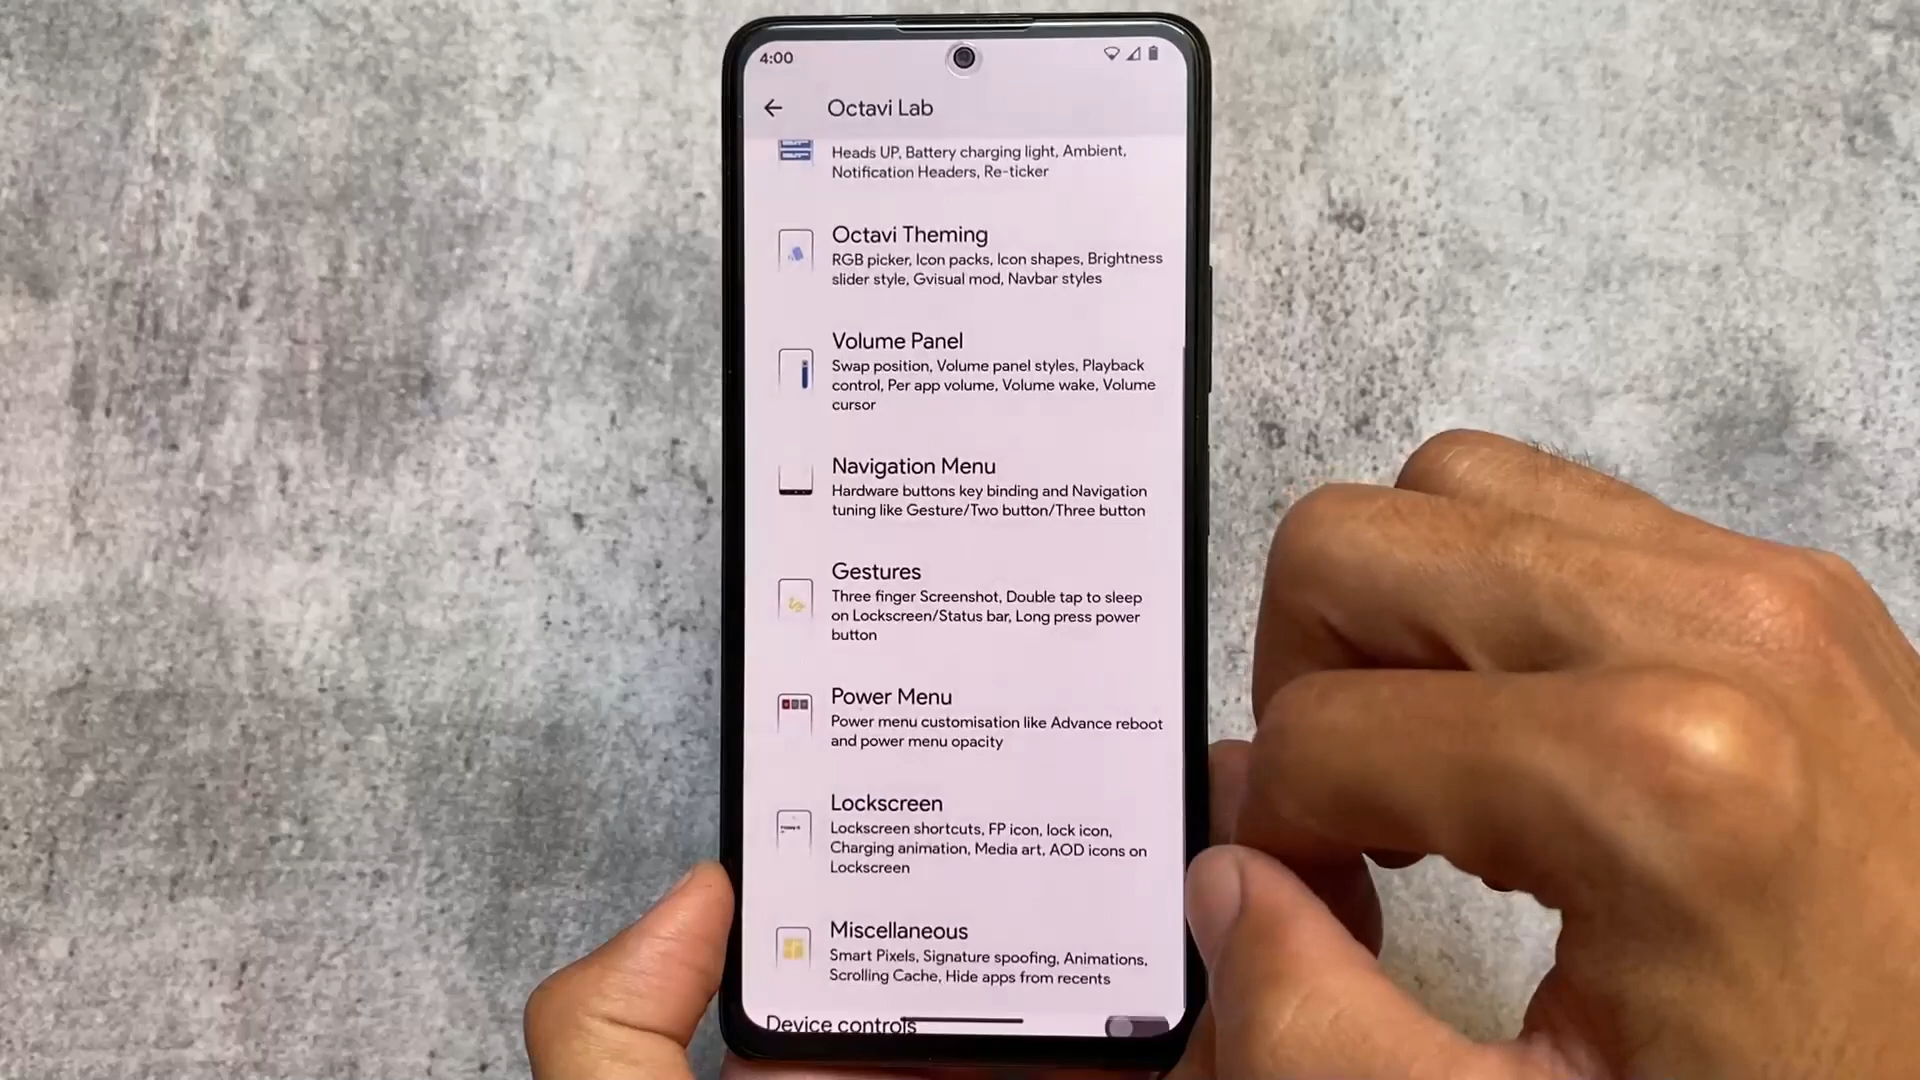 4:00
Octavi Lab
Heads UP, Battery charging light, Ambient,
Notification Headers, Re-ticker
Octavi Theming
RGB picker, Icon packs, Icon shapes, Brightness
slider style, Gvisual mod, Navbar styles
Volume Panel
Swap position, Volume panel styles, Playback
control, Per app volume, Volume wake, Volume
cursor
Navigation Menu
Hardware buttons key binding and Navigation
tuning like Gesture/Two button/Three button
Gestures
Three finger Screenshot, Double tap to sleep
on Lockscreen/Status bar, Long press power
button
Power Menu
Power menu customisation like Advance reboot
and power menu opacity
Lockscreen
Lockscreen shortcuts, FP icon, lock icon,
Charging animation, Media art, AOD icons on
Lockscreen
Miscellaneous
Smart Pixels, Signature spoofing, Animations,
Scrolling Cache, Hide apps from recents
Device controls